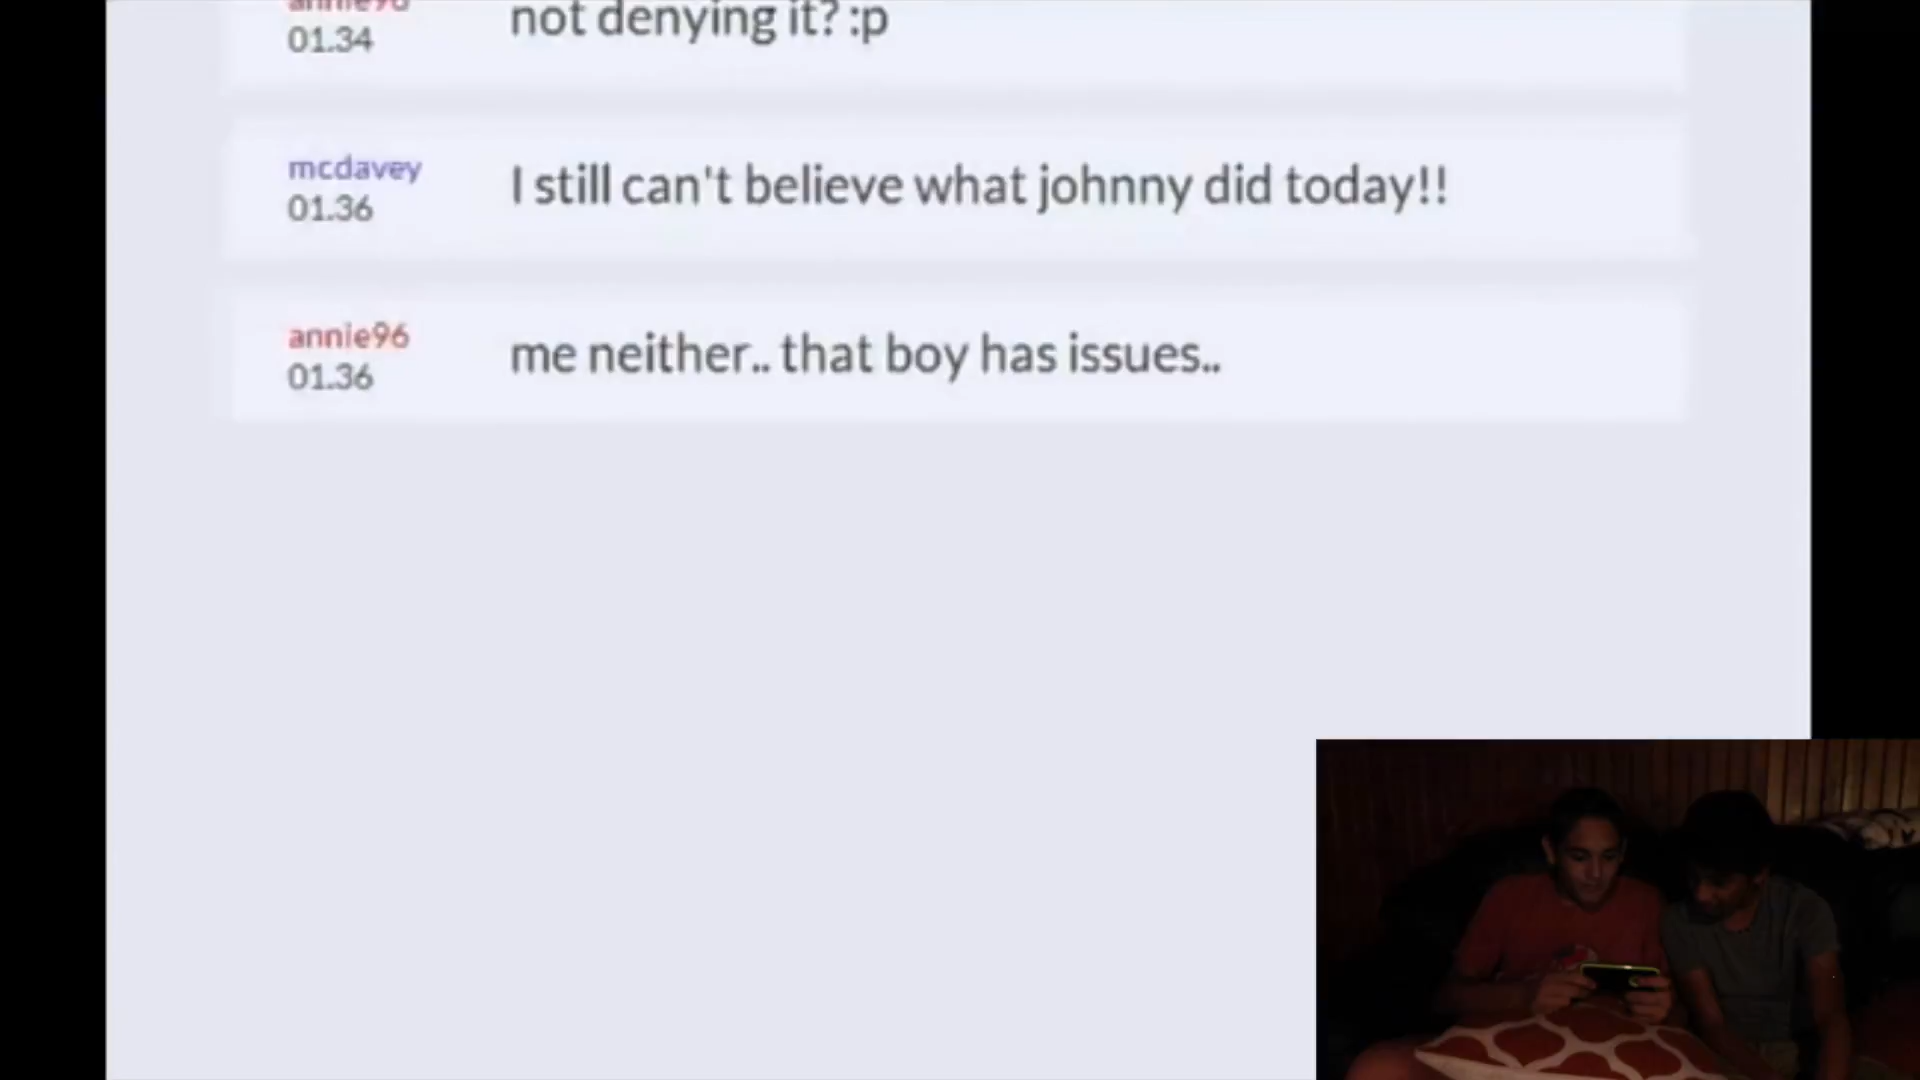 annie96
01.34
not denying it? :p
mcdavey
01.36
I still can't believe what johnny did today!!
annie96
01.36
me neither.. that boy has issues..